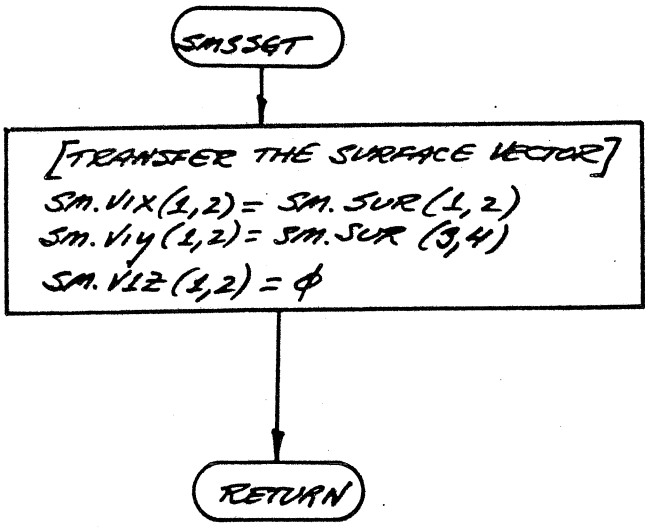 SMSSGT
[TRANSFER THE SURFACE VECTOR]
SM.V1X(1,2) = SM.SUR(1,2)
SM.V1Y(1,2) = SM.SUR (3,4)
SM.V1Z(1,2) = ϕ
RETURN